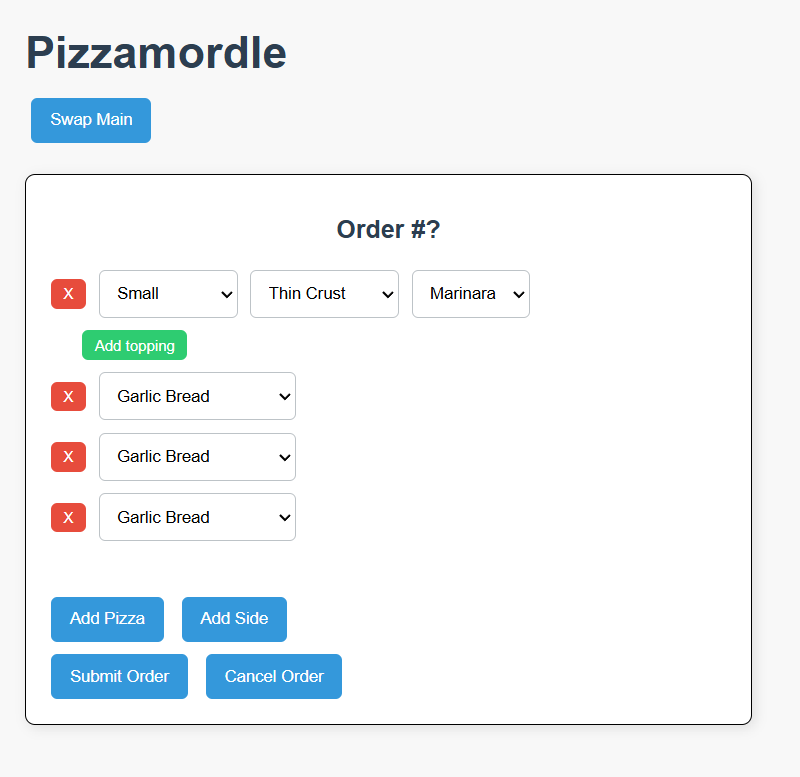 Pizzamordle
Swap Main
Order #?
X Small Thin Crust Marinara
Add topping
X Garlic Bread
X Garlic Bread
X Garlic Bread
Add Pizza Add Side
Submit Order Cancel Order